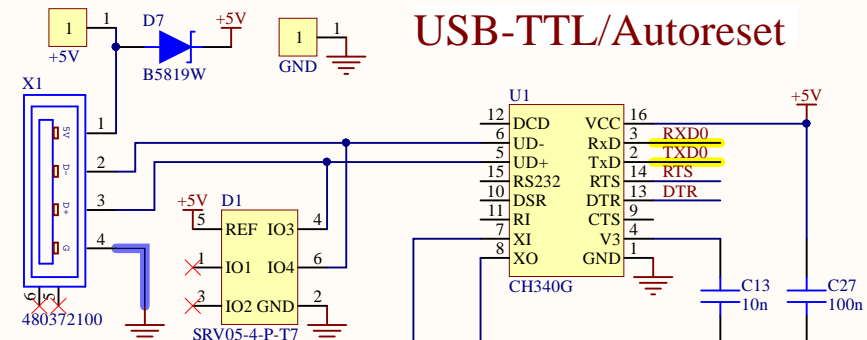 USB-TTL/Autoreset
1 1
+5V
D7
B5819W
+5V
1 1
GND
X1
5V 1
D- 2
D+ 3
G 4
6 5
480372100
+5V
D1
5 REF IO3 4
1 IO1 IO4 6
3 IO2 GND 2
SRV05-4-P-T7
U1
12 DCD VCC 16
6 UD- RxD 3 RXD0
5 UD+ TxD 2 TXD0
15 RS232 RTS 14 RTS
10 DSR DTR 13 DTR
11 RI CTS 9
7 XI V3 4
8 XO GND 1
CH340G
+5V
C13
10n
C27
100n